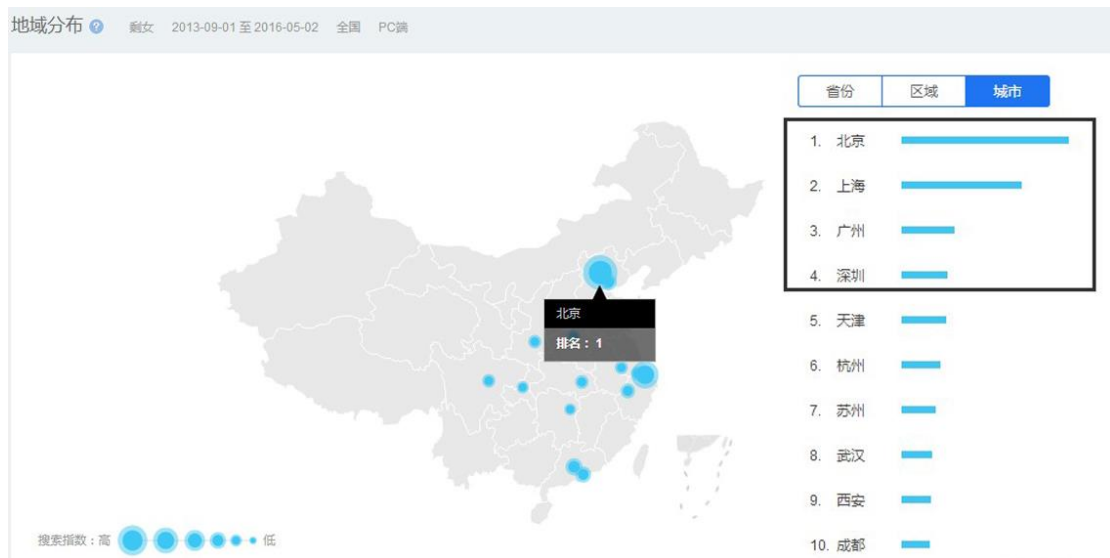 地域分布 ? 剩女 2013-09-01 至 2016-05-02 全国 PC端
省份 区域 城市
1. 北京
2. 上海
3. 广州
4. 深圳
5. 天津
6. 杭州
7. 苏州
8. 武汉
9. 西安
10. 成都
北京
排名：1
搜索指数：高 低